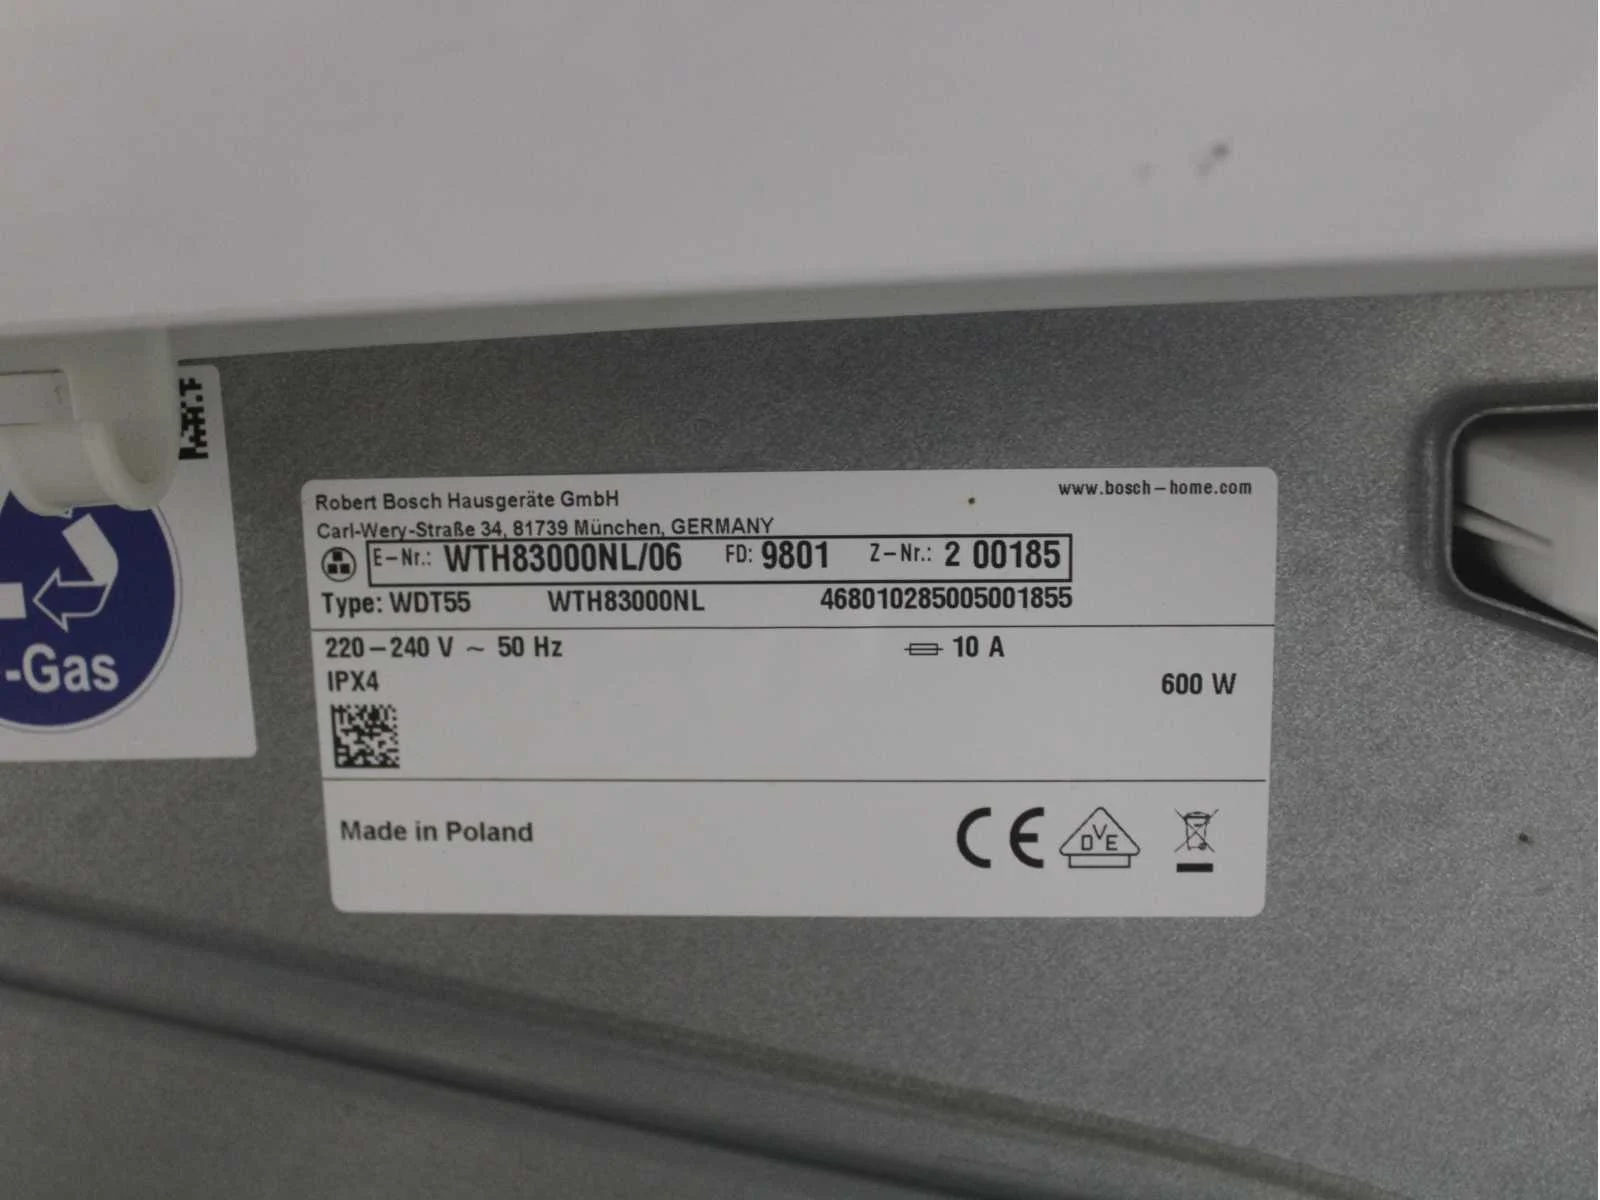 Robert Bosch Hausgeräte GmbH
www.bosch-home.com
Carl-Wery-Straße 34, 81739 München, GERMANY
E-Nr.: WTH83000NL/06 FD: 9801 Z-Nr.: 2 00185
Type: WDT55 WTH83000NL 468010285005001855
220-240 V ~ 50 Hz 10 A
IPX4
600 W
-Gas
Made in Poland
CE DVE